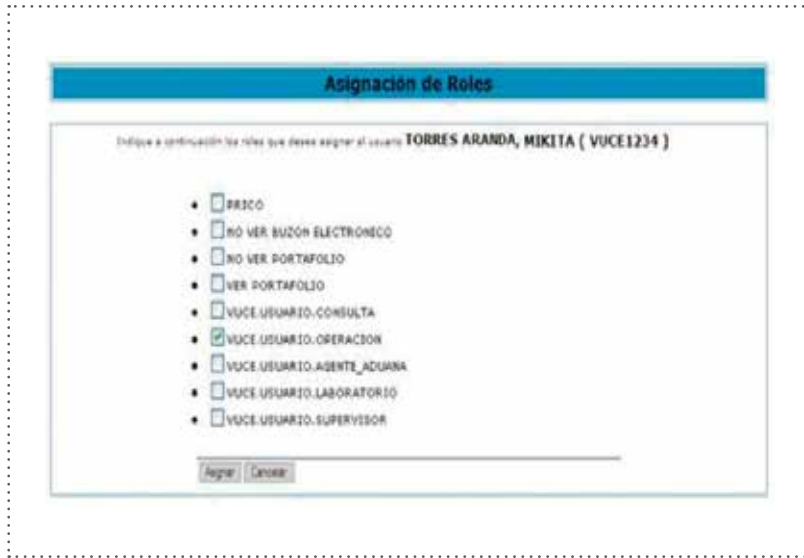 Asignación de Roles
Indique a continuación los roles que desea asignar al usuario TORRES ARANDA, MIKITA ( VUCE1234 )
PRICO
NO VER BUZON ELECTRONICO
NO VER PORTAFOLIO
VER PORTAFOLIO
VUCE.USUARIO.CONSULTA
VUCE.USUARIO.OPERACION
VUCE.USUARIO.AGENTE_ADUANA
VUCE.USUARIO.LABORATORIO
VUCE.USUARIO.SUPERVISOR
Asignar Cancelar